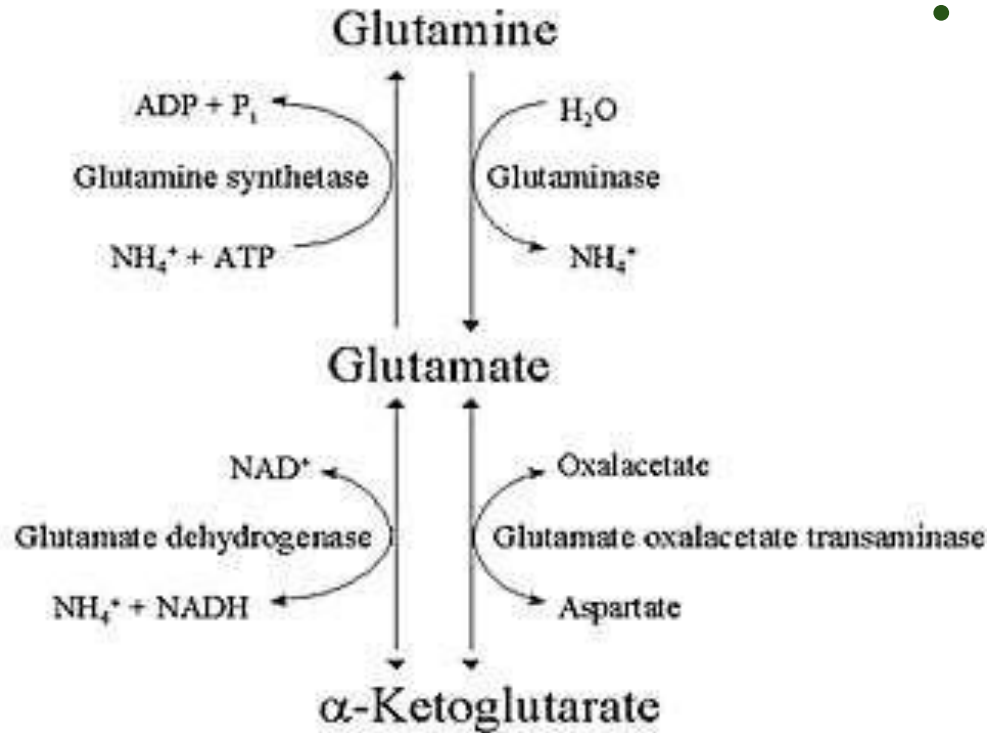 Glutamine
ADP + Pi
H₂O
Glutamine synthetase
Glutaminase
NH₄⁺ + ATP
NH₄⁺
Glutamate
NAD⁺
Oxalacetate
Glutamate dehydrogenase
Glutamate oxalacetate transaminase
NH₄⁺ + NADH
Aspartate
α-Ketoglutarate